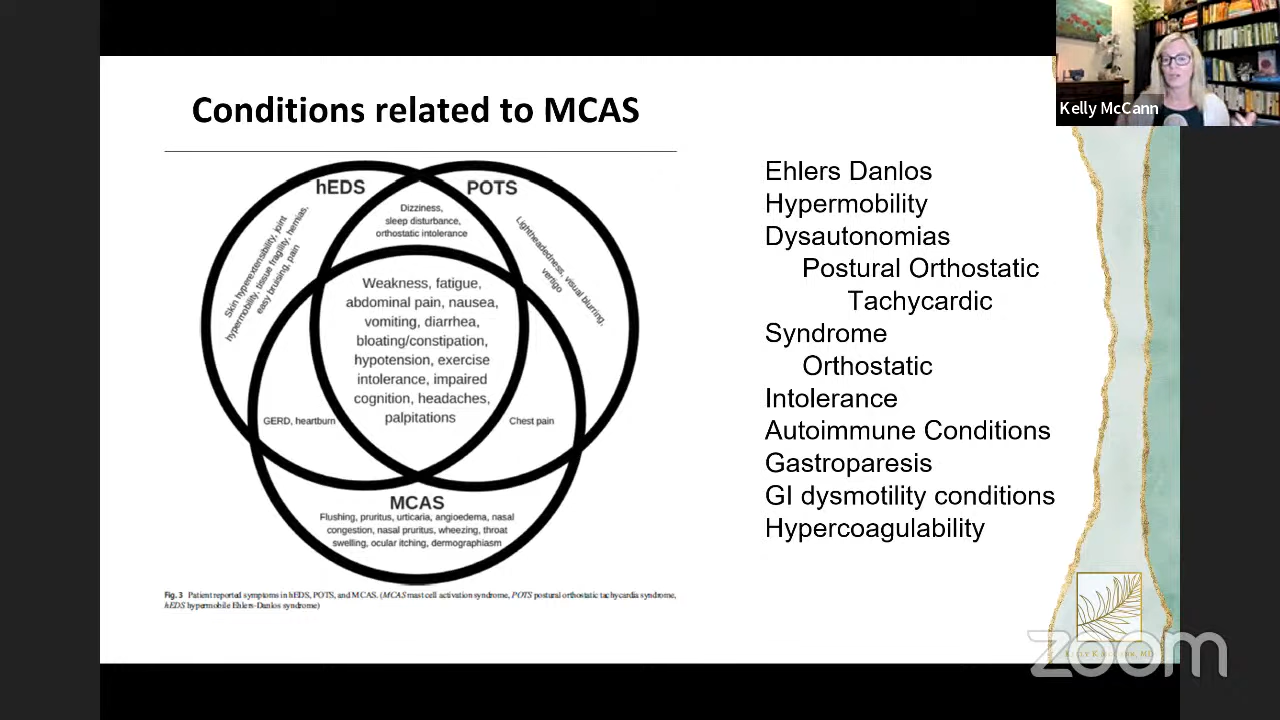 Conditions related to MCAS
Kelly McCann
hEDS
POTS
Dizziness,
sleep disturbance,
orthostatic intolerance
Skin hyperextensibility, joint
hypermobility, tissue fragility, hernias,
easy bruising, pain
Lightheadedness, visual blurring,
vertigo
Weakness, fatigue,
abdominal pain, nausea,
vomiting, diarrhea,
bloating/constipation,
hypotension, exercise
intolerance, impaired
cognition, headaches,
palpitations
GERD, heartburn
Chest pain
MCAS
Flushing, pruritus, urticaria, angioedema, nasal
congestion, nasal pruritus, wheezing, throat
swelling, ocular itching, dermographiasm
Fig. 3 Patient reported symptoms in hEDS, POTS, and MCAS. (MCAS mast cell activation syndrome, POTS postural orthostatic tachycardia syndrome,
hEDS hypermobile Ehlers-Danlos syndrome)
Ehlers Danlos
Hypermobility
Dysautonomias
Postural Orthostatic
Tachycardic
Syndrome
Orthostatic
Intolerance
Autoimmune Conditions
Gastroparesis
GI dysmotility conditions
Hypercoagulability
zoom